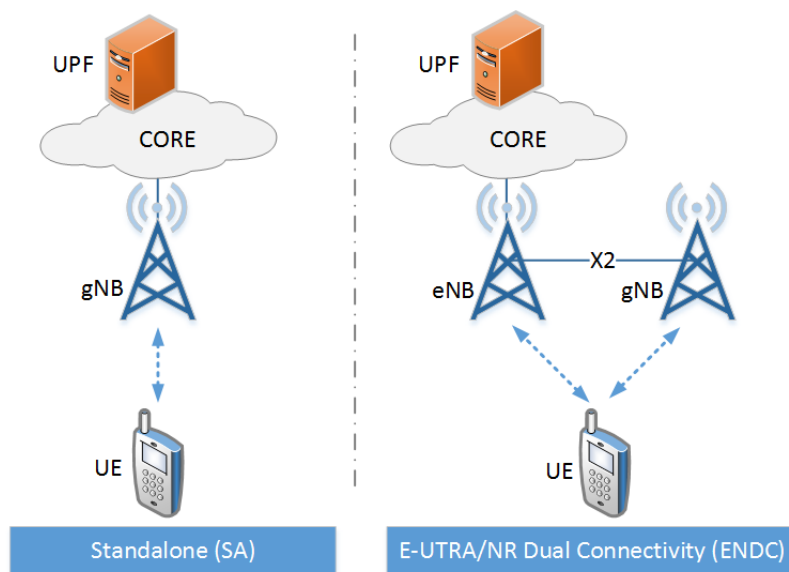 UPF
CORE
gNB
UE
Standalone (SA)
UPF
CORE
X2
eNB
gNB
UE
E-UTRA/NR Dual Connectivity (ENDC)